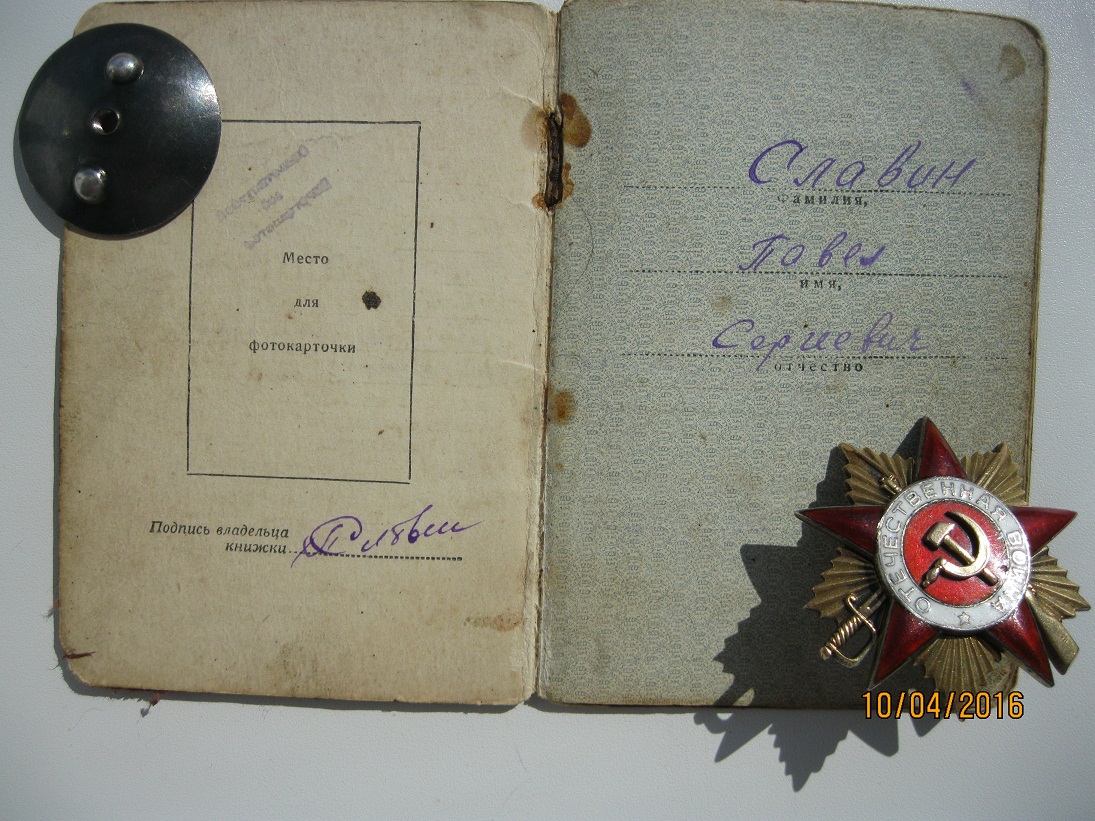 Место
для
фотокарточки
Подпись владельца
книжки
Славин
Фамилия,
Павел
имя,
Сергеевич
отчество
ОТЕЧЕСТВЕННАЯ ВОЙНА
10/04/2016